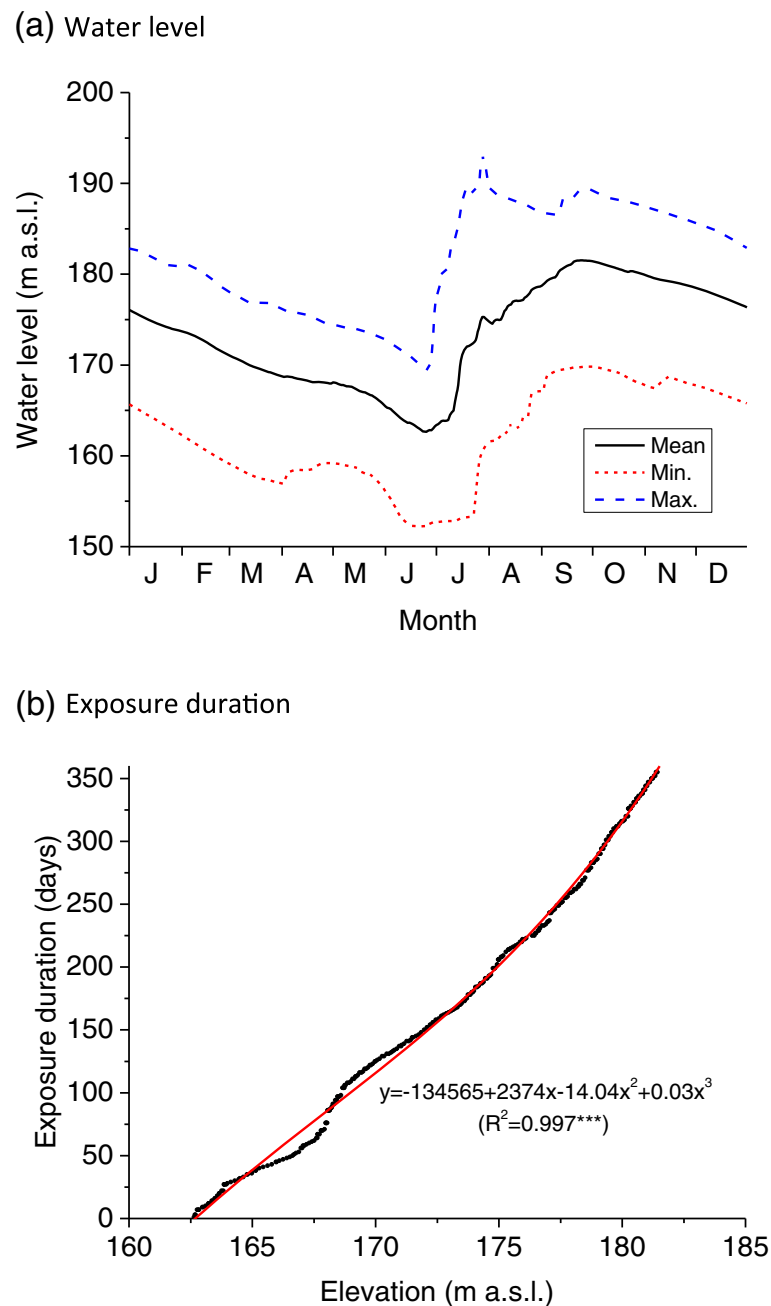 (a) Water level
200
190
180
170
160
150
Water level (m a.s.l.)
Mean
Min.
Max.
J F M A M J J A S O N D
Month
(b) Exposure duration
350
300
250
200
150
100
50
0
Exposure duration (days)
y=-134565+2374x-14.04x²+0.03x³
(R²=0.997***)
160 165 170 175 180 185
Elevation (m a.s.l.)